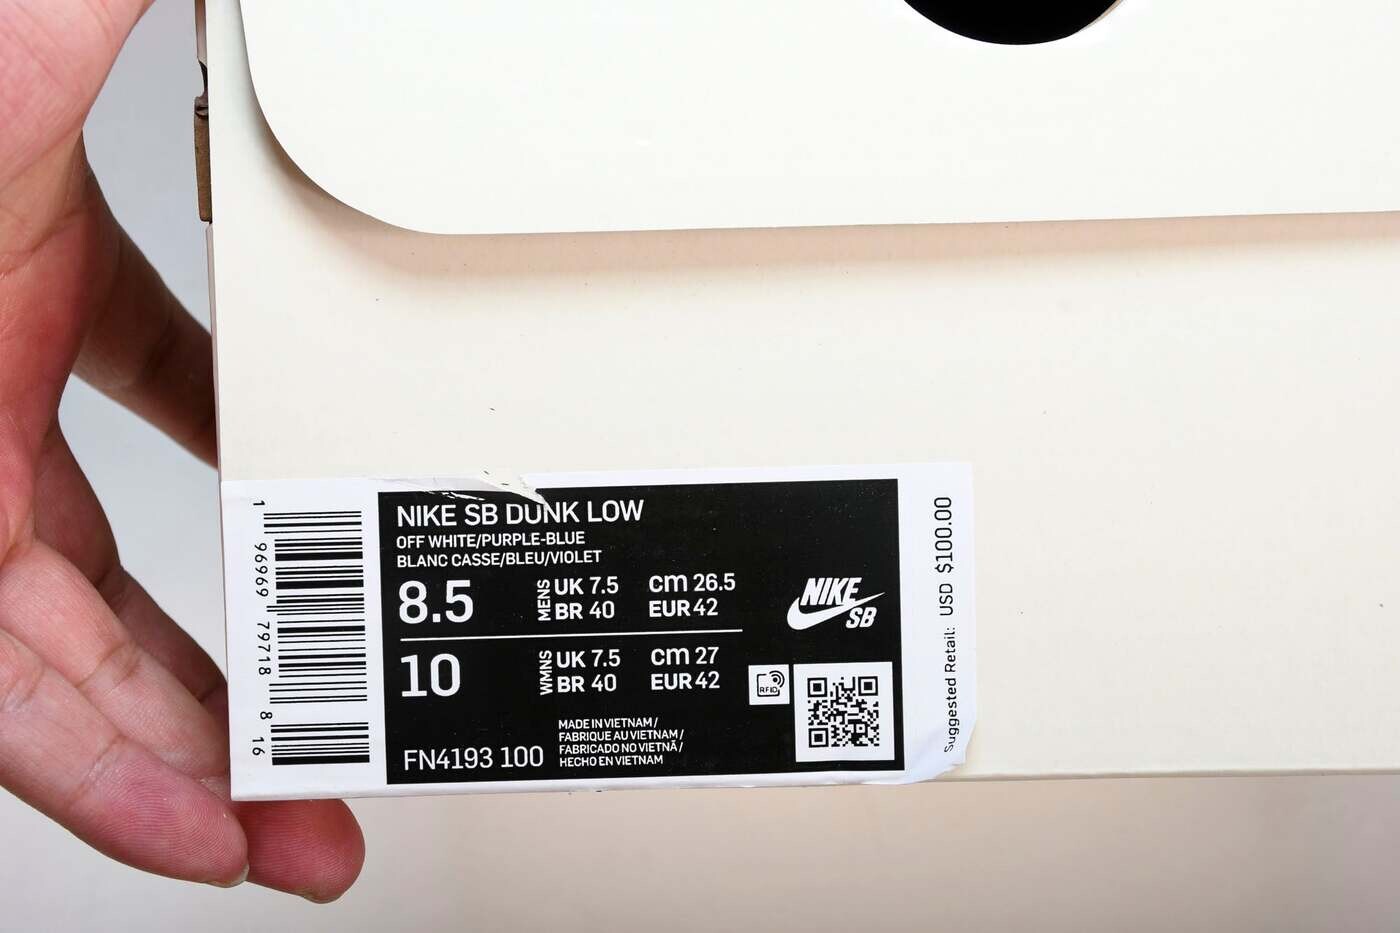 NIKE SB DUNK LOW
OFF WHITE/PURPLE-BLUE
BLANC CASSE/BLEU/VIOLET
8.5
MENS
UK 7.5 cm 26.5
BR 40 EUR 42
10
WMNS
UK 7.5 cm 27
BR 40 EUR 42
FN4193 100
MADE IN VIETNAM /
FABRIQUE AU VIETNAM /
FABRICADO NO VIETNÃ /
HECHO EN VIETNAM
NIKE
SB
RFID
1 96969 79718 8 16
Suggested Retail: USD $100.00